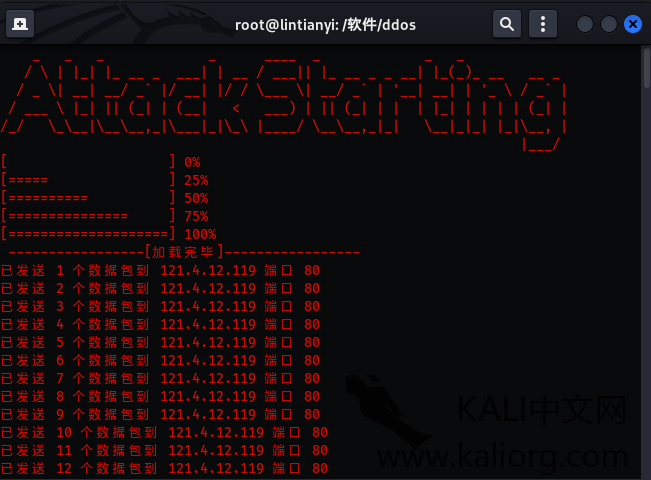 root@lintianyi: /软件/ddos
AttackStarting
[                    ] 0%
[=====               ] 25%
[==========          ] 50%
[===============     ] 75%
[====================] 100%
-----------------[加载完毕]-----------------
已发送 1 个数据包到 121.4.12.119 端口 80
已发送 2 个数据包到 121.4.12.119 端口 80
已发送 3 个数据包到 121.4.12.119 端口 80
已发送 4 个数据包到 121.4.12.119 端口 80
已发送 5 个数据包到 121.4.12.119 端口 80
已发送 6 个数据包到 121.4.12.119 端口 80
已发送 7 个数据包到 121.4.12.119 端口 80
已发送 8 个数据包到 121.4.12.119 端口 80
已发送 9 个数据包到 121.4.12.119 端口 80
已发送 10 个数据包到 121.4.12.119 端口 80
已发送 11 个数据包到 121.4.12.119 端口 80
已发送 12 个数据包到 121.4.12.119 端口 80
KALI中文网
www.kaliorg.com